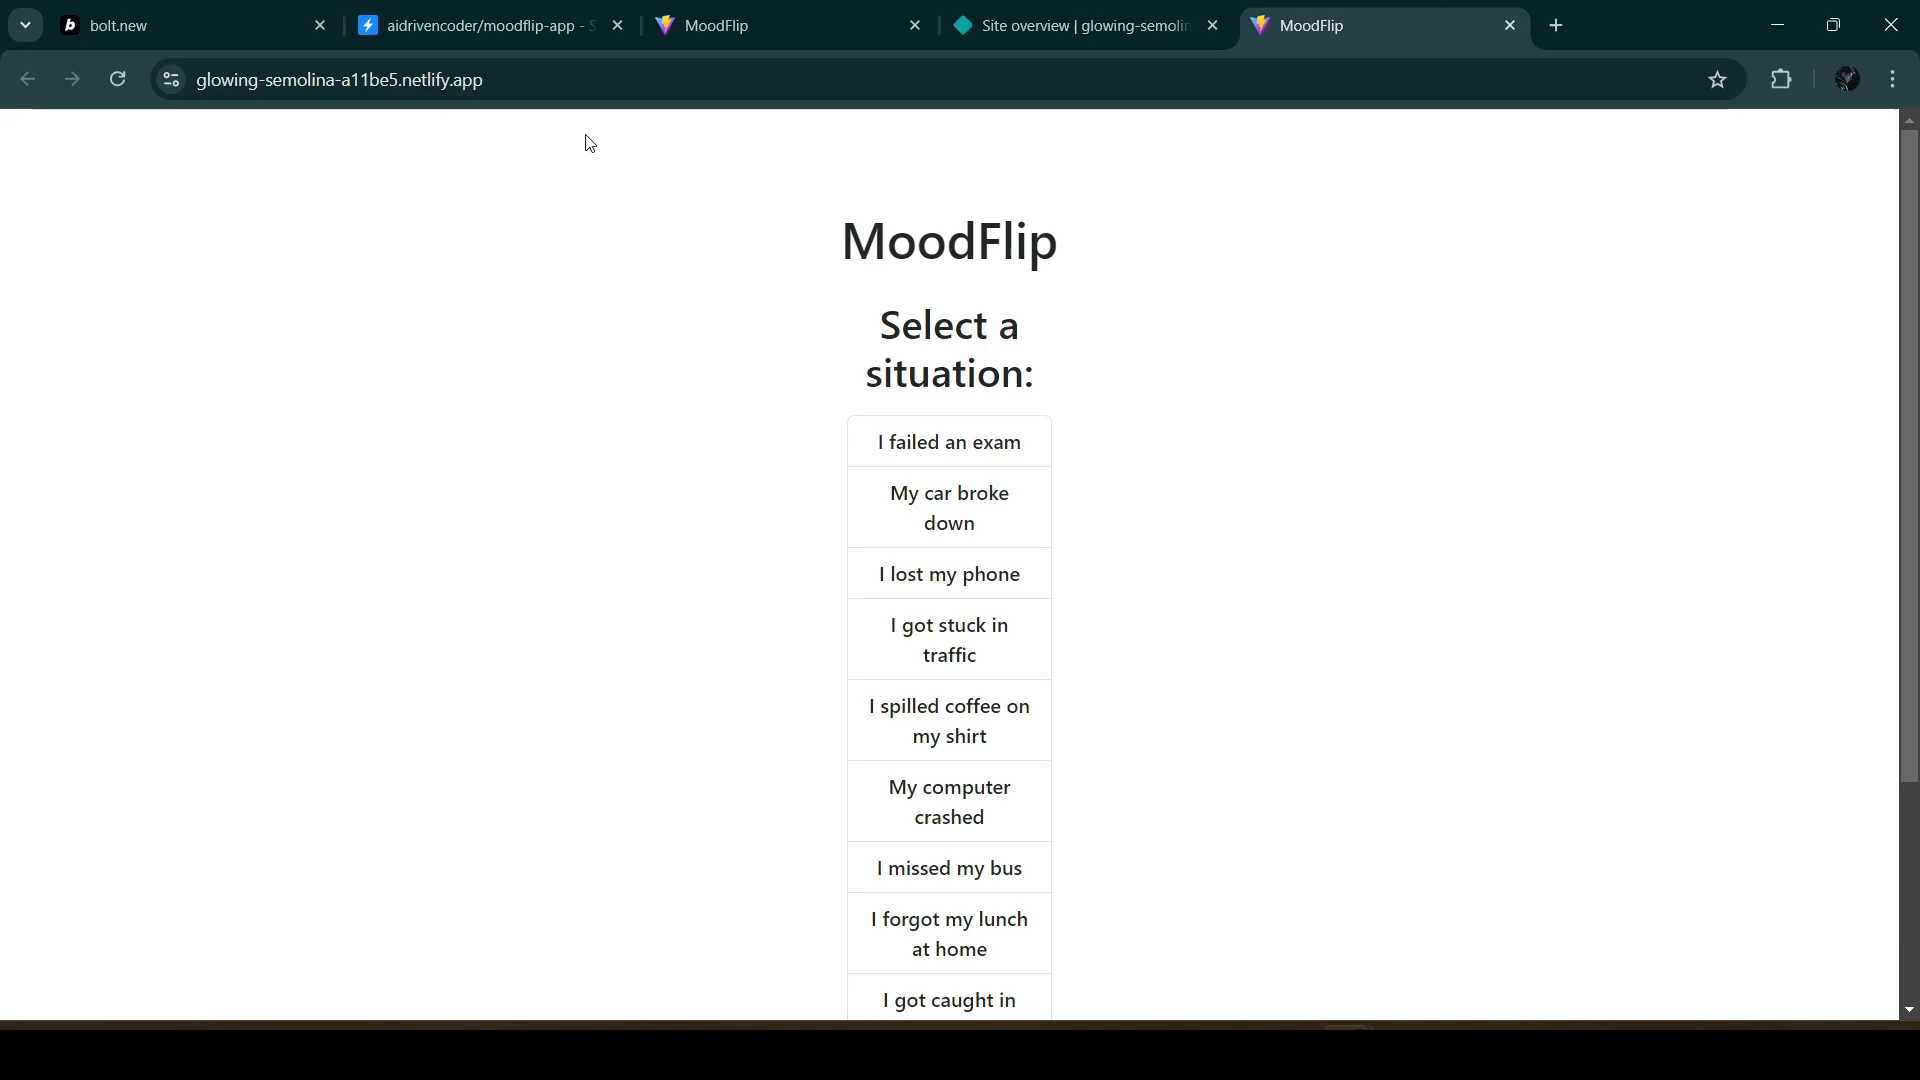 bolt.new
aidrivencoder/moodflip-app -
MoodFlip
Site overview | glowing-semolin
MoodFlip
glowing-semolina-a11be5.netlify.app
MoodFlip
Select a
situation:
I failed an exam
My car broke
down
I lost my phone
I got stuck in
traffic
I spilled coffee on
my shirt
My computer
crashed
I missed my bus
I forgot my lunch
at home
I got caught in